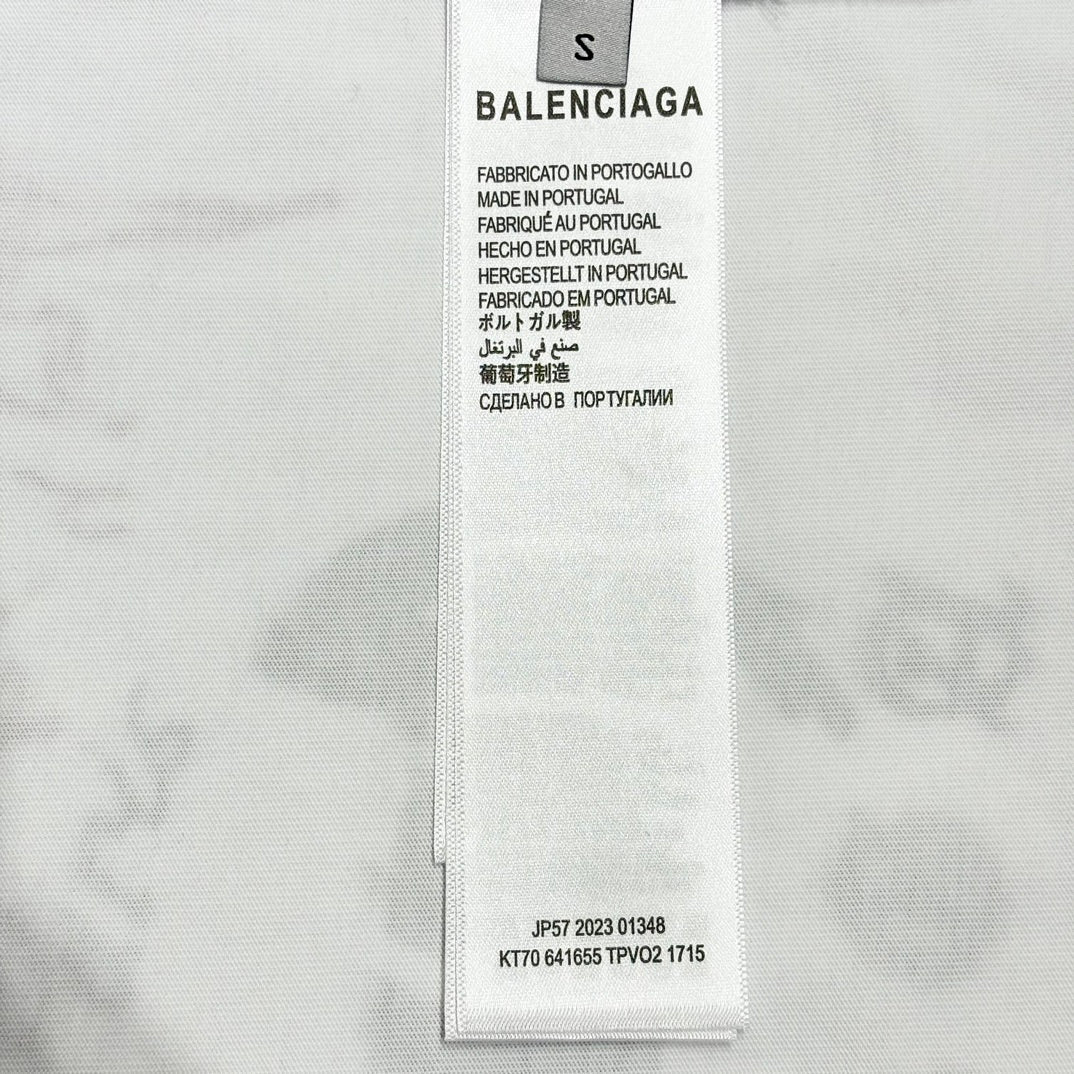 S
BALENCIAGA
FABBRICATO IN PORTOGALLO
MADE IN PORTUGAL
FABRIQUÉ AU PORTUGAL
HECHO EN PORTUGAL
HERGESTELLT IN PORTUGAL
FABRICADO EM PORTUGAL
ボルトガル製
صنع في البرتغال
葡萄牙制造
СДЕЛАНО В ПОРТУГАЛИИ
JP57 2023 01348
KT70 641655 TPVO2 1715